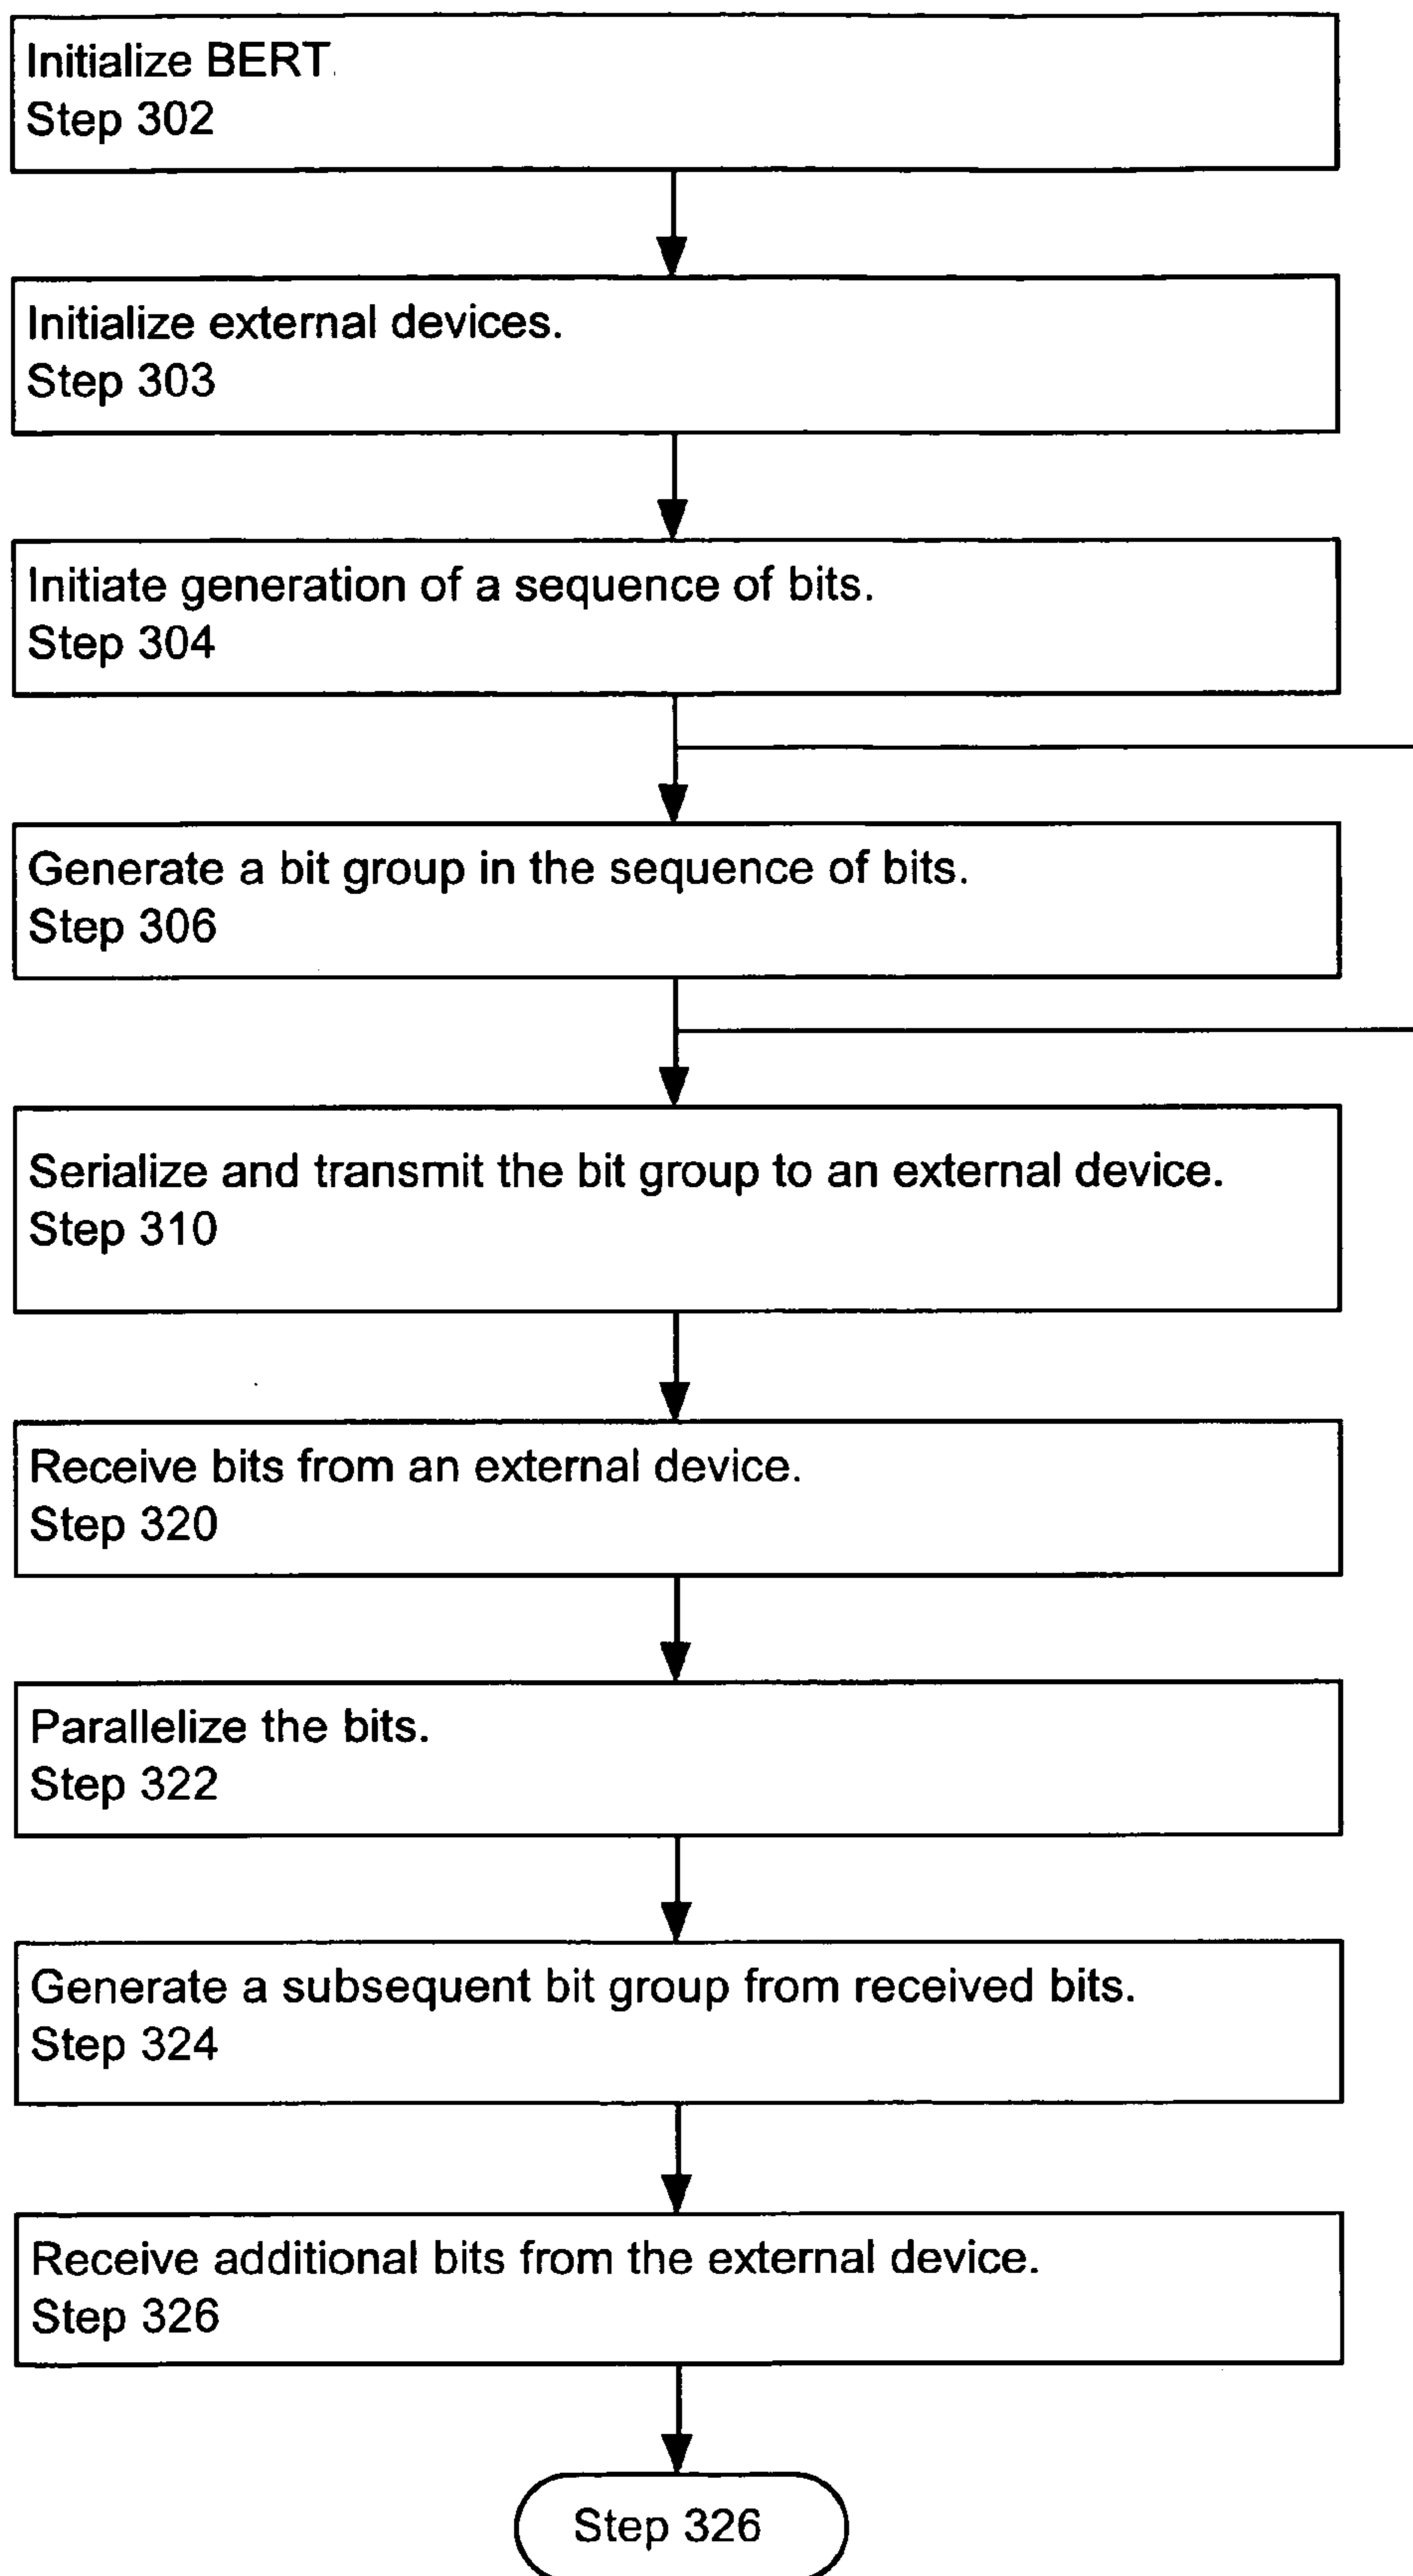 Initialize BERT
Step 302
Initialize external devices.
Step 303
Initiate generation of a sequence of bits.
Step 304
Generate a bit group in the sequence of bits.
Step 306
Serialize and transmit the bit group to an external device.
Step 310
Receive bits from an external device.
Step 320
Parallelize the bits.
Step 322
Generate a subsequent bit group from received bits.
Step 324
Receive additional bits from the external device.
Step 326
Step 326